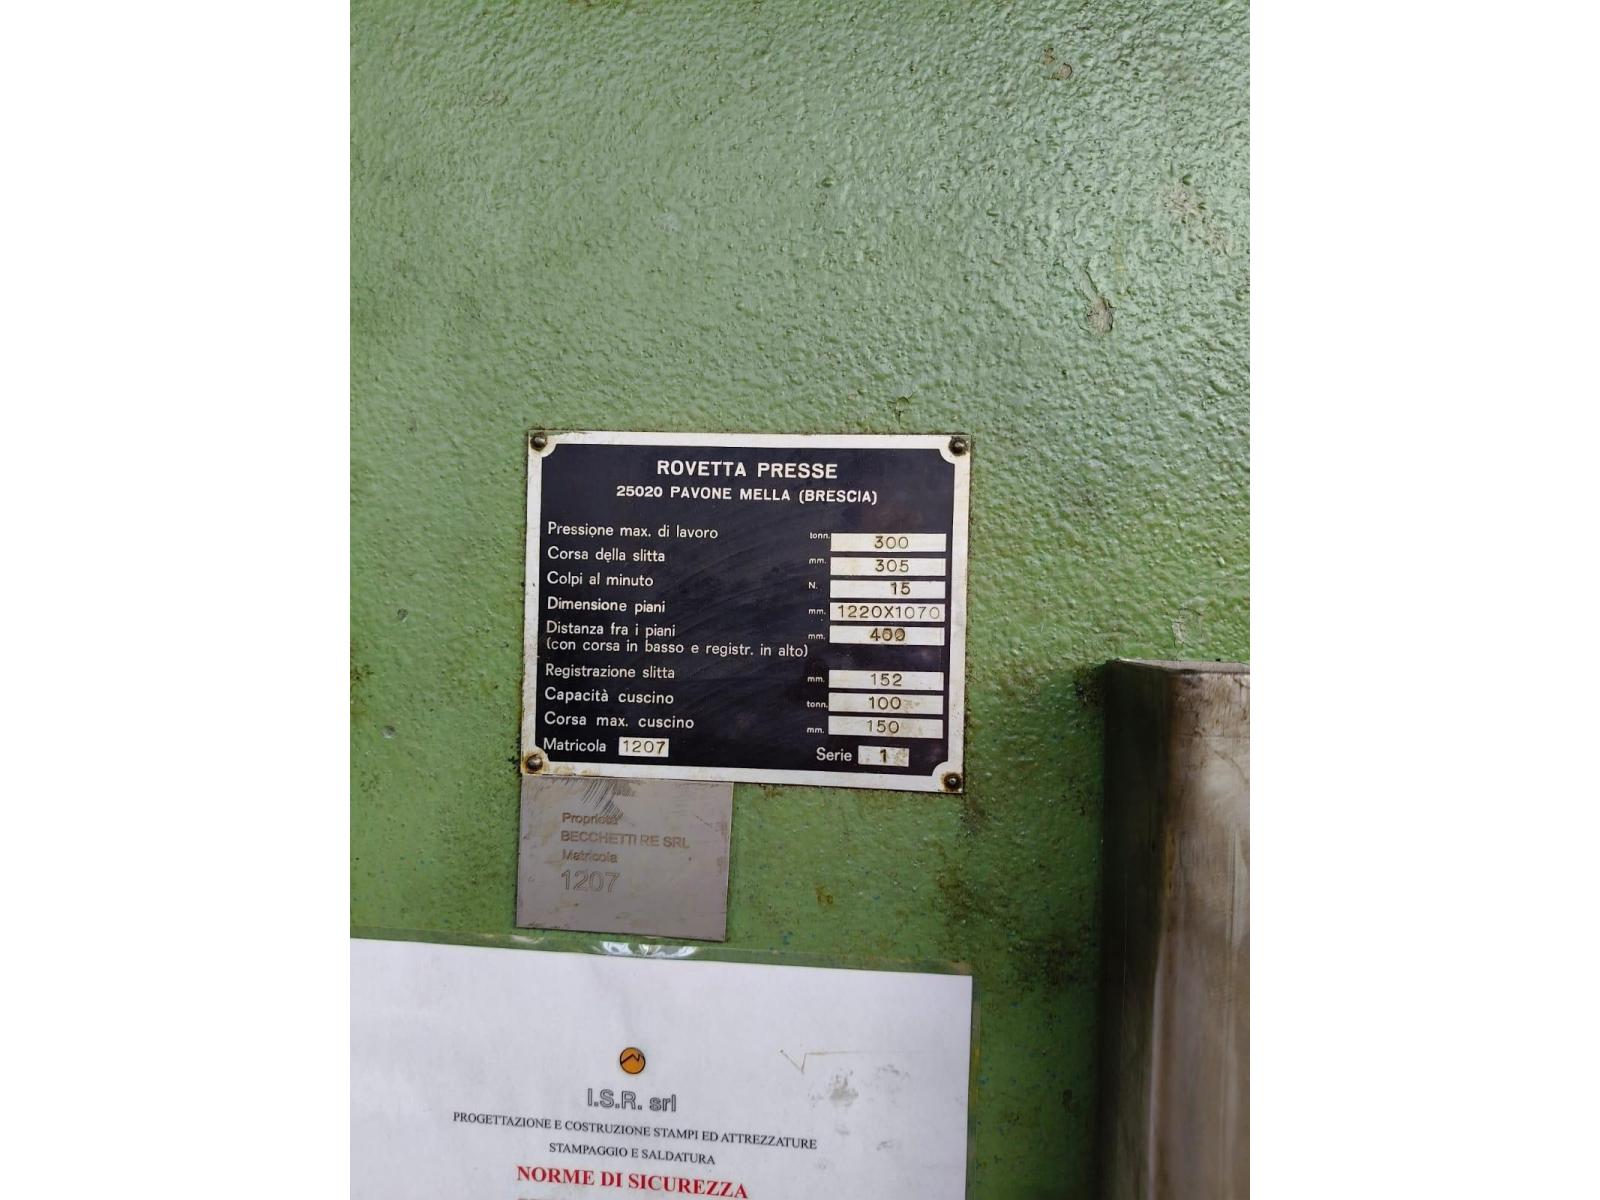 ROVETTA PRESSE
25020 PAVONE MELLA (BRESCIA)
Pressione max. di lavoro tonn. 300
Corsa della slitta mm. 305
Colpi al minuto N. 15
Dimensione piani mm. 1220X1070
Distanza fra i piani mm. 400
(con corsa in basso e registr. in alto)
Registrazione slitta mm. 152
Capacità cuscino tonn. 100
Corsa max. cuscino mm. 150
Matricola 1207 Serie 1
Proprietà
BECCHETTI RE SRL
Matricola
1207
I.S.R. srl
PROGETTAZIONE E COSTRUZIONE STAMPI ED ATTREZZATURE
STAMPAGGIO E SALDATURA
NORME DI SICUREZZA